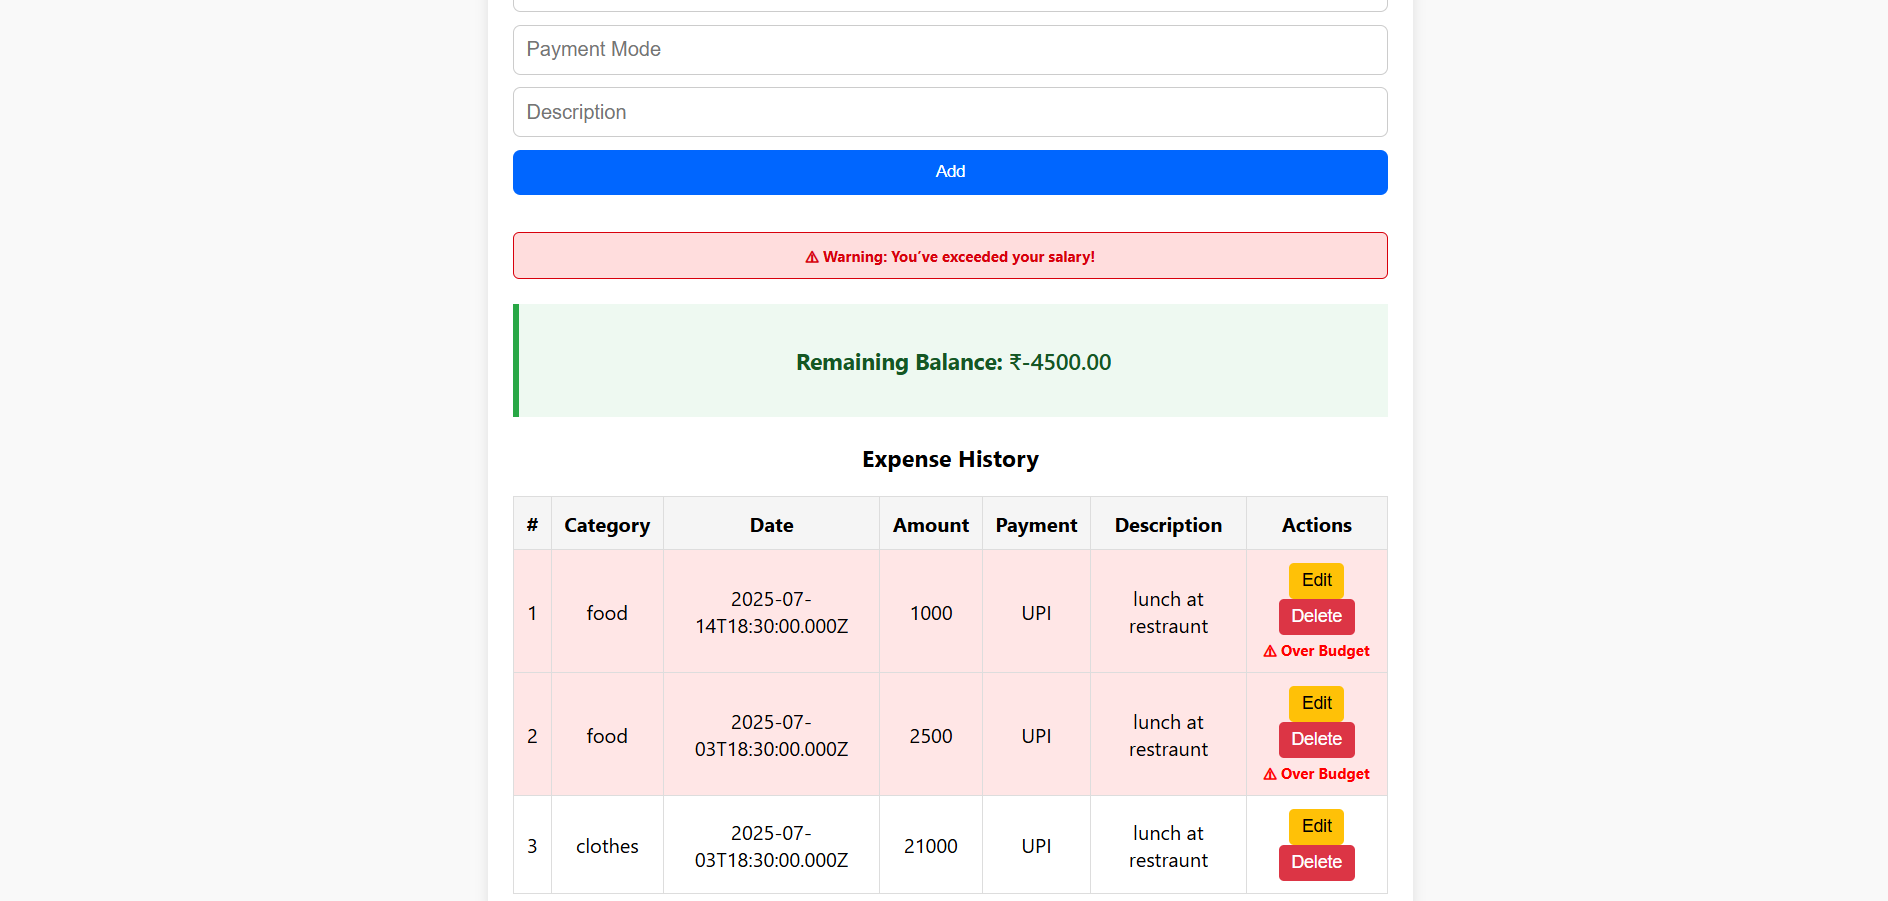 Payment Mode
Description
Add
⚠ Warning: You’ve exceeded your salary!
Remaining Balance: ₹-4500.00
Expense History
# Category Date Amount Payment Description Actions
1 food 2025-07-14T18:30:00.000Z 1000 UPI lunch at restraunt Edit Delete ⚠ Over Budget
2 food 2025-07-03T18:30:00.000Z 2500 UPI lunch at restraunt Edit Delete ⚠ Over Budget
3 clothes 2025-07-03T18:30:00.000Z 21000 UPI lunch at restraunt Edit Delete